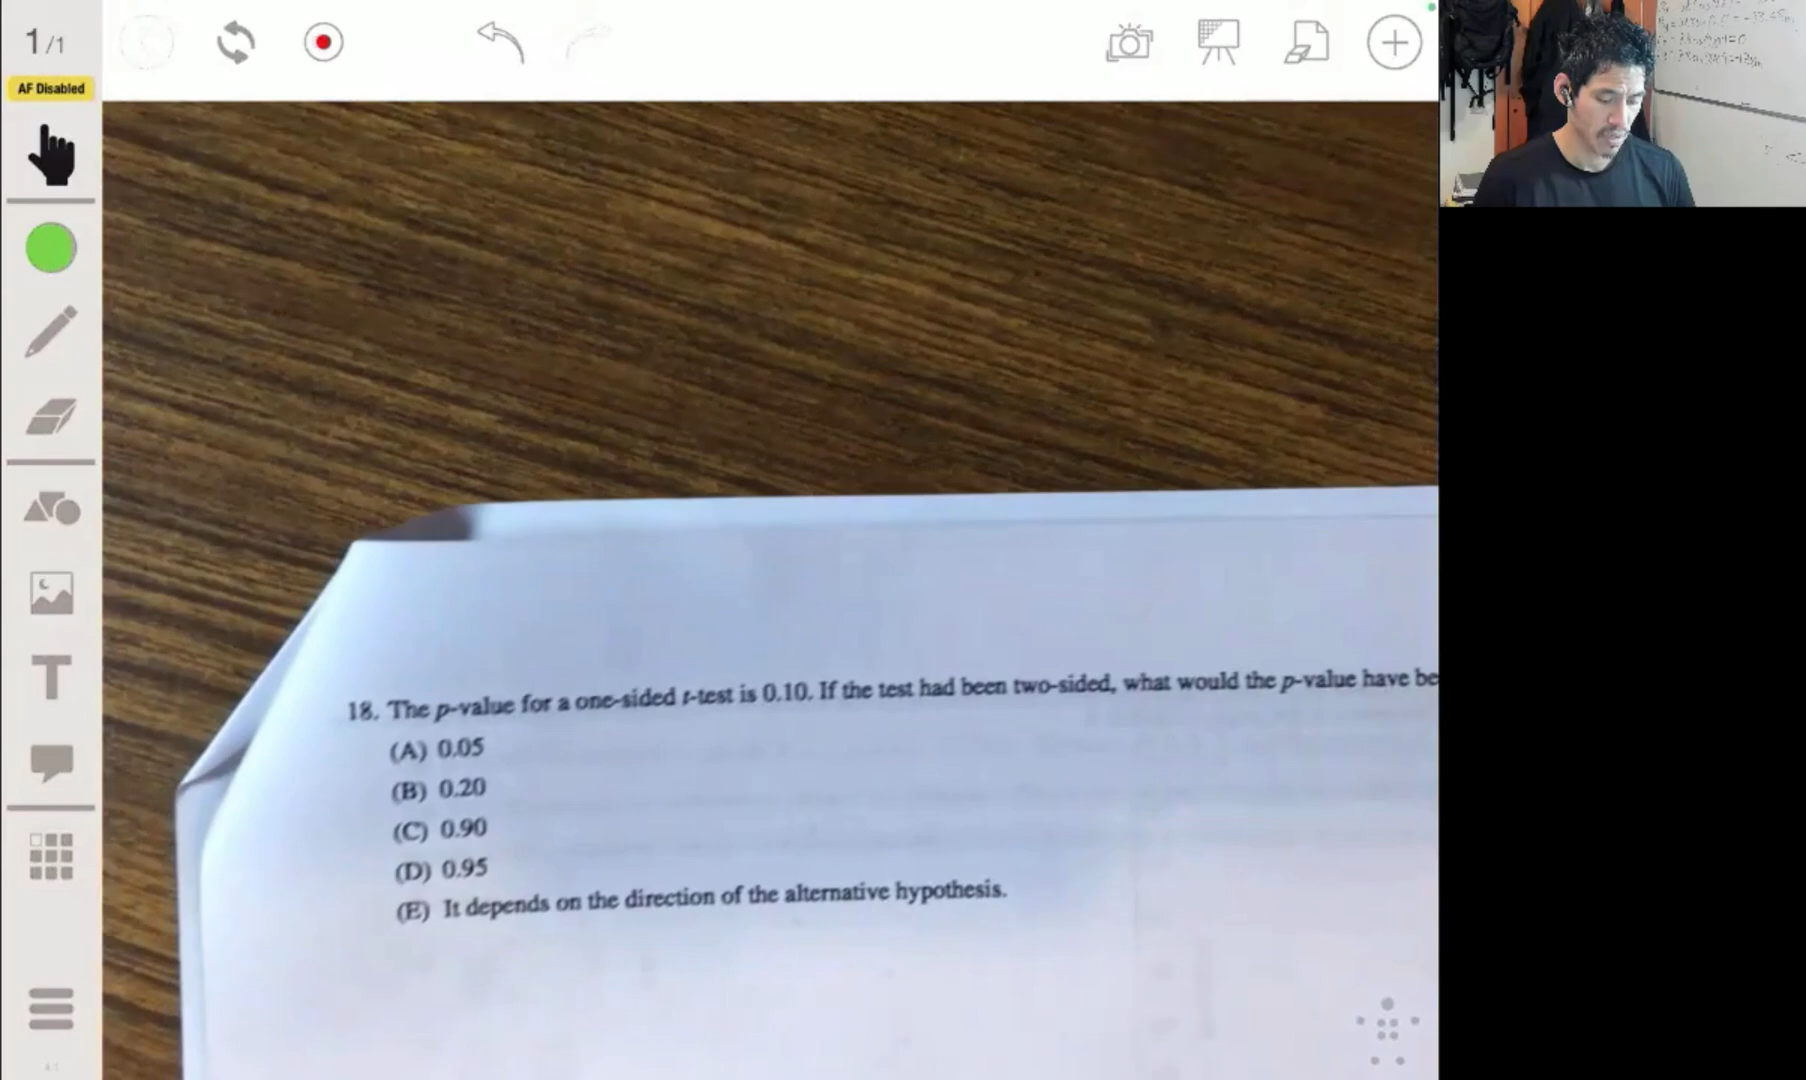 1/1
AF Disabled
T
18. The p-value for a one-sided t-test is 0.10. If the test had been two-sided, what would the p-value have be
(A) 0.05
(B) 0.20
(C) 0.90
(D) 0.95
(E) It depends on the direction of the alternative hypothesis.